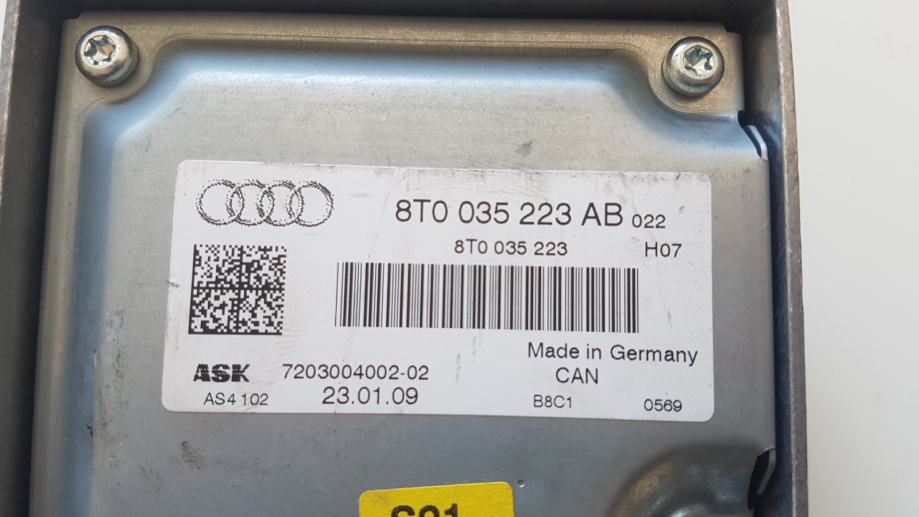 8T0 035 223 AB 022
8T0 035 223 H07
Made in Germany
ASK 7203004002-02 CAN
AS4 102 23.01.09 B8C1 0569